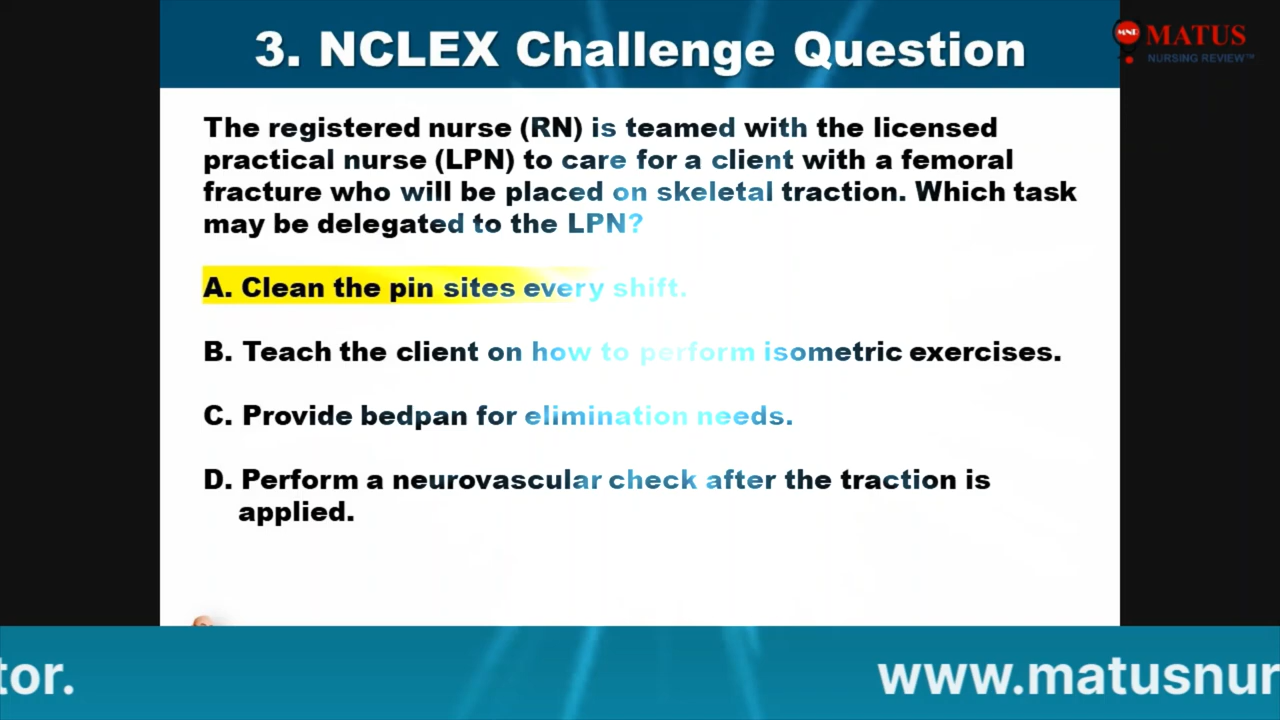 3. NCLEX Challenge Question
MNR MATUS
NURSING REVIEW™
The registered nurse (RN) is teamed with the licensed
practical nurse (LPN) to care for a client with a femoral
fracture who will be placed on skeletal traction. Which task
may be delegated to the LPN?
A. Clean the pin sites every shift.
B. Teach the client on how to perform isometric exercises.
C. Provide bedpan for elimination needs.
D. Perform a neurovascular check after the traction is
applied.
tor. www.matusnur